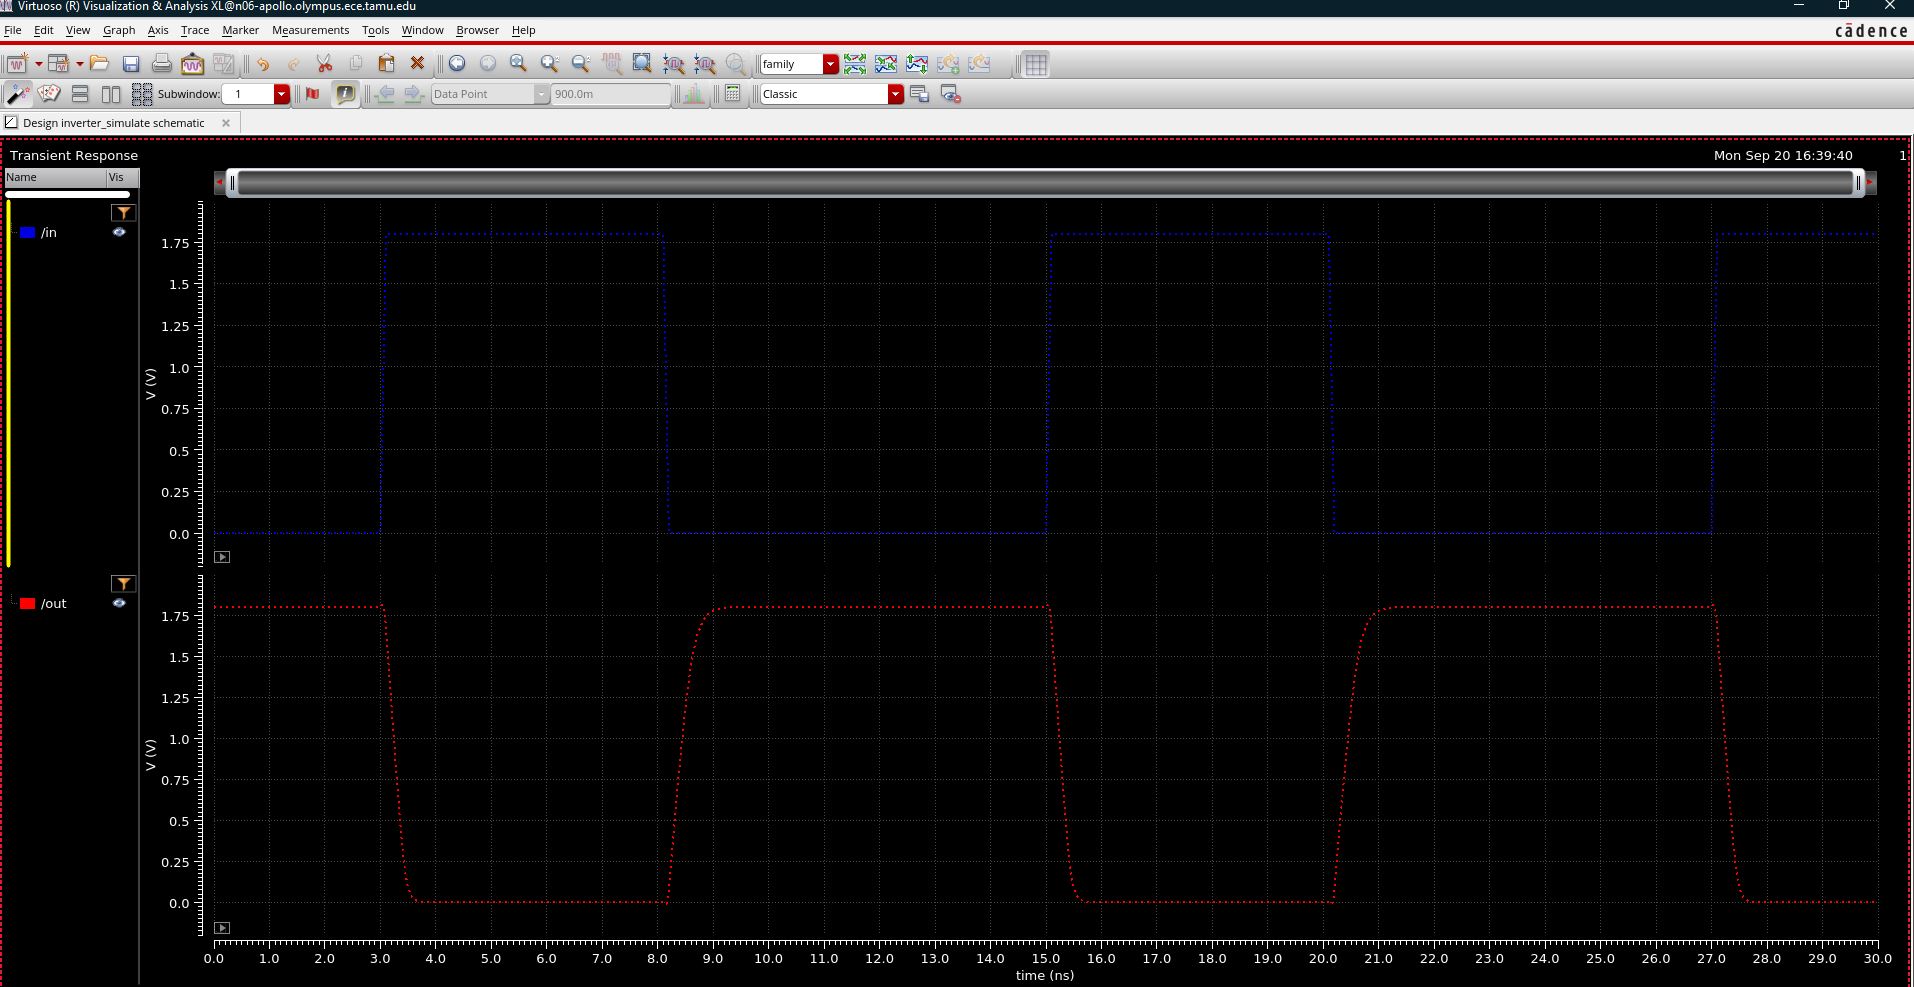 Virtuoso (R) Visualization & Analysis XL@n06-apollo.olympus.ece.tamu.edu
File Edit View Graph Axis Trace Marker Measurements Tools Window Browser Help
cādence
family
Subwindow: 1 Data Point 900.0m Classic
Design inverter_simulate schematic
Transient Response Mon Sep 20 16:39:40 1
Name Vis
/in
V (V)
1.75
1.5
1.25
1.0
0.75
0.5
0.25
0.0
/out
V (V)
1.75
1.5
1.25
1.0
0.75
0.5
0.25
0.0
0.0 1.0 2.0 3.0 4.0 5.0 6.0 7.0 8.0 9.0 10.0 11.0 12.0 13.0 14.0 15.0 16.0 17.0 18.0 19.0 20.0 21.0 22.0 23.0 24.0 25.0 26.0 27.0 28.0 29.0 30.0
time (ns)